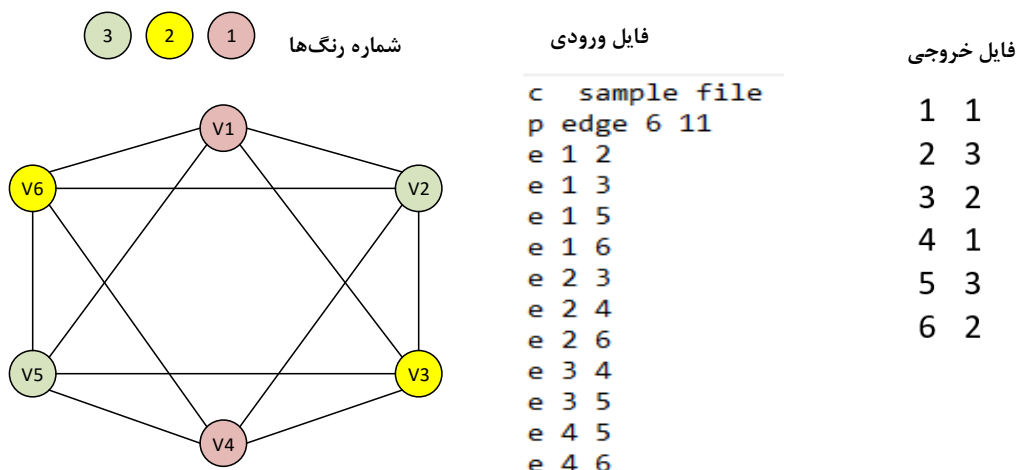 3 2 1 شماره رنگ‌ها
V1
V6
V2
V5
V3
V4
فایل ورودی
c  sample file
p edge 6 11
e 1 2
e 1 3
e 1 5
e 1 6
e 2 3
e 2 4
e 2 6
e 3 4
e 3 5
e 4 5
e 4 6
فایل خروجی
1 1
2 3
3 2
4 1
5 3
6 2